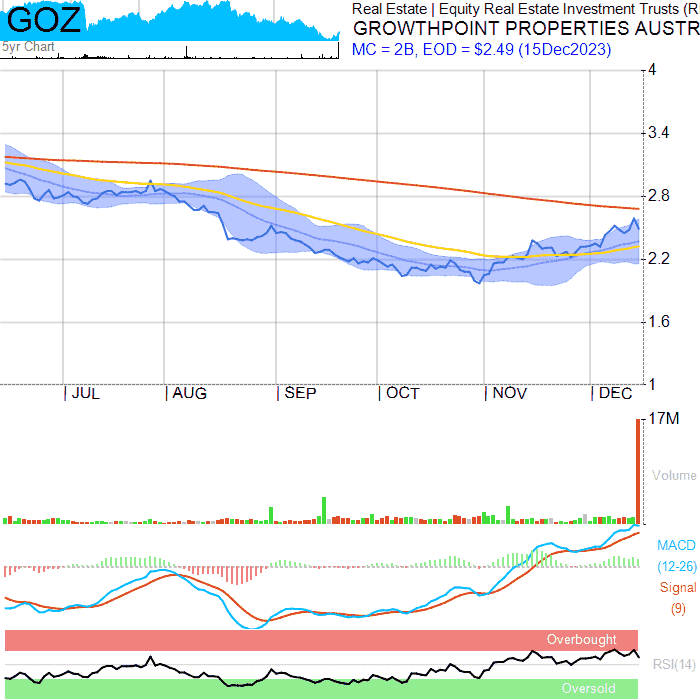 GOZ
5yr Chart
Real Estate | Equity Real Estate Investment Trusts (R
GROWTHPOINT PROPERTIES AUSTR
MC = 2B, EOD = $2.49 (15Dec2023)
4
3.4
2.8
2.2
1.6
1
| JUL | AUG | SEP | OCT | NOV | DEC
17M
Volume
MACD
(12-26)
Signal
(9)
Overbought
RSI(14)
Oversold